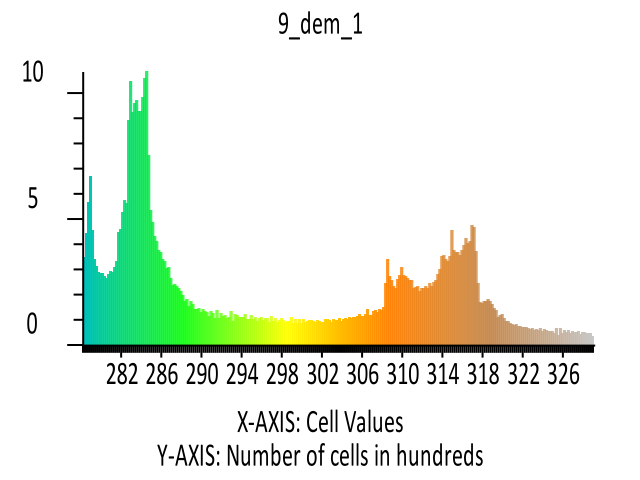 9_dem_1
10
5
0
282 286 290 294 298 302 306 310 314 318 322 326
X-AXIS: Cell Values
Y-AXIS: Number of cells in hundreds